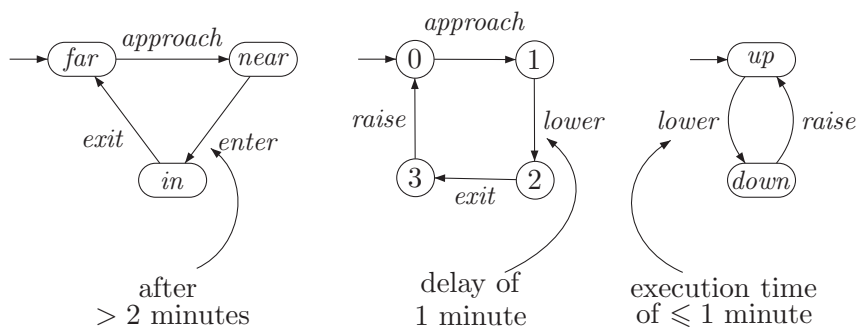 approach
far
near
exit
enter
in
after
> 2 minutes
approach
0
1
raise
lower
3
2
exit
delay of
1 minute
up
lower
raise
down
execution time
of ⩽ 1 minute